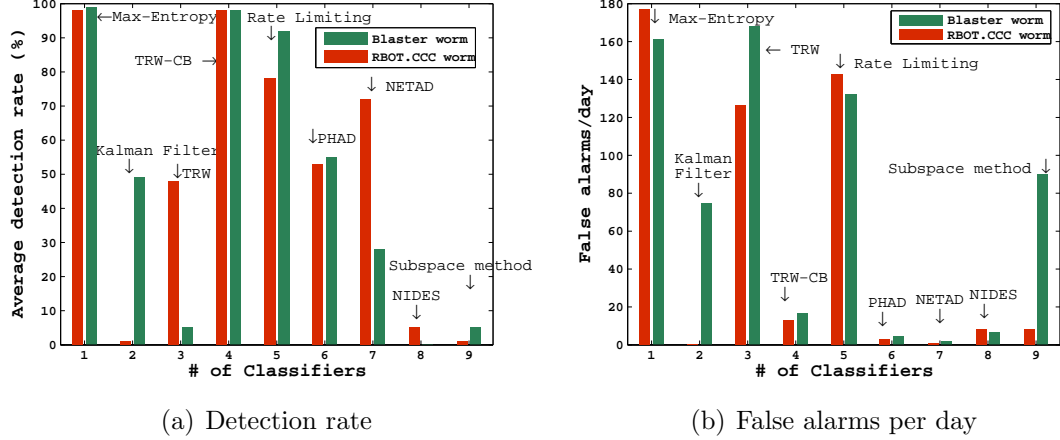 100
90
80
70
60
50
40
30
20
10
0
Average detection rate (%)
Max-Entropy
Rate Limiting
Blaster worm
RBOT.CCC worm
TRW-CB
NETAD
Kalman Filter
TRW
PHAD
Subspace method
NIDES
1 2 3 4 5 6 7 8 9
# of Classifiers
(a) Detection rate
180
160
140
120
100
80
60
40
20
0
False alarms/day
Max-Entropy
Blaster worm
RBOT.CCC worm
TRW
Rate Limiting
Kalman
Filter
Subspace method
TRW-CB
PHAD
NETAD
NIDES
1 2 3 4 5 6 7 8 9
# of Classifiers
(b) False alarms per day